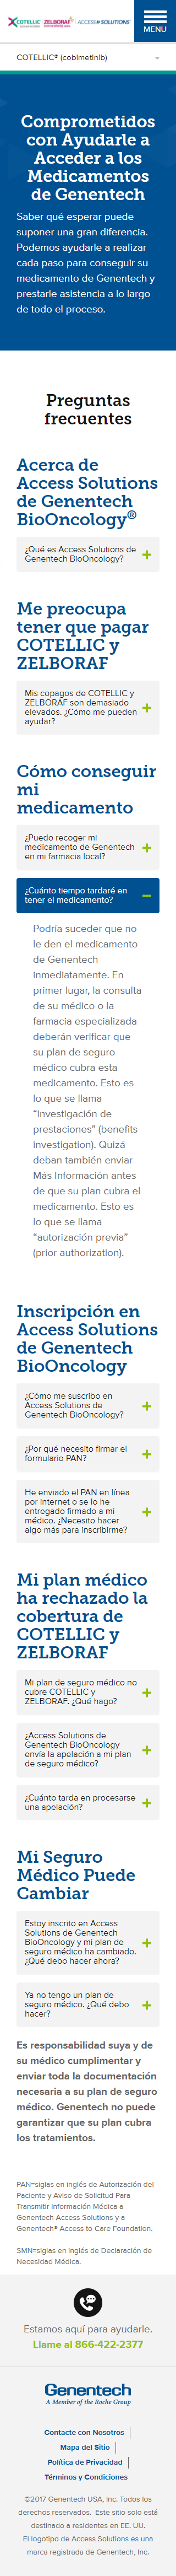 COTELLIC ZELBORAF ACCESS SOLUTIONS
MENU
COTELLIC® (cobimetinib)
Comprometidos
con Ayudarle a
Acceder a los
Medicamentos
de Genentech
Saber qué esperar puede
suponer una gran diferencia.
Podemos ayudarle a realizar
cada paso para conseguir su
medicamento de Genentech y
prestarle asistencia a lo largo
de todo el proceso.
Preguntas
frecuentes
Acerca de
Access Solutions
de Genentech
BioOncology®
¿Qué es Access Solutions de
Genentech BioOncology?
Me preocupa
tener que pagar
COTELLIC y
ZELBORAF
Mis copagos de COTELLIC y
ZELBORAF son demasiado
elevados. ¿Cómo me pueden
ayudar?
Cómo conseguir
mi
medicamento
¿Puedo recoger mi
medicamento de Genentech
en mi farmacia local?
¿Cuánto tiempo tardaré en
tener el medicamento?
Podría suceder que no
le den el medicamento
de Genentech
inmediatamente. En
primer lugar, la consulta
de su médico o la
farmacia especializada
deberán verificar que
su plan de seguro
médico cubra esta
medicamento. Esto es
lo que se llama
“investigación de
prestaciones” (benefits
investigation). Quizá
deban también enviar
Más Información antes
de que su plan cubra el
medicamento. Esto es
lo que se llama
“autorización previa”
(prior authorization).
Inscripción en
Access Solutions
de Genentech
BioOncology
¿Cómo me suscribo en
Access Solutions de
Genentech BioOncology?
¿Por qué necesito firmar el
formulario PAN?
He enviado el PAN en línea
por internet o se lo he
entregado firmado a mi
médico. ¿Necesito hacer
algo más para inscribirme?
Mi plan médico
ha rechazado la
cobertura de
COTELLIC y
ZELBORAF
Mi plan de seguro médico no
cubre COTELLIC y
ZELBORAF. ¿Qué hago?
¿Access Solutions de
Genentech BioOncology
envía la apelación a mi plan
de seguro médico?
¿Cuánto tarda en procesarse
una apelación?
Mi Seguro
Médico Puede
Cambiar
Estoy inscrito en Access
Solutions de Genentech
BioOncology y mi plan de
seguro médico ha cambiado.
¿Qué debo hacer ahora?
Ya no tengo un plan de
seguro médico. ¿Qué debo
hacer?
Es responsabilidad suya y de
su médico cumplimentar y
enviar toda la documentación
necesaria a su plan de seguro
médico. Genentech no puede
garantizar que su plan cubra
los tratamientos.
PAN=siglas en inglés de Autorización del
Paciente y Aviso de Solicitud Para
Transmitir Información Médica a
Genentech Access Solutions y a
Genentech® Access to Care Foundation.
SMN=siglas en inglés de Declaración de
Necesidad Médica.
Estamos aquí para ayudarle.
Llame al 866-422-2377
Genentech
A Member of the Roche Group
Contacte con Nosotros
Mapa del Sitio
Política de Privacidad
Términos y Condiciones
©2017 Genentech USA, Inc. Todos los
derechos reservados. Este sitio solo está
destinado a residentes en EE. UU.
El logotipo de Access Solutions es una
marca registrada de Genentech, Inc.